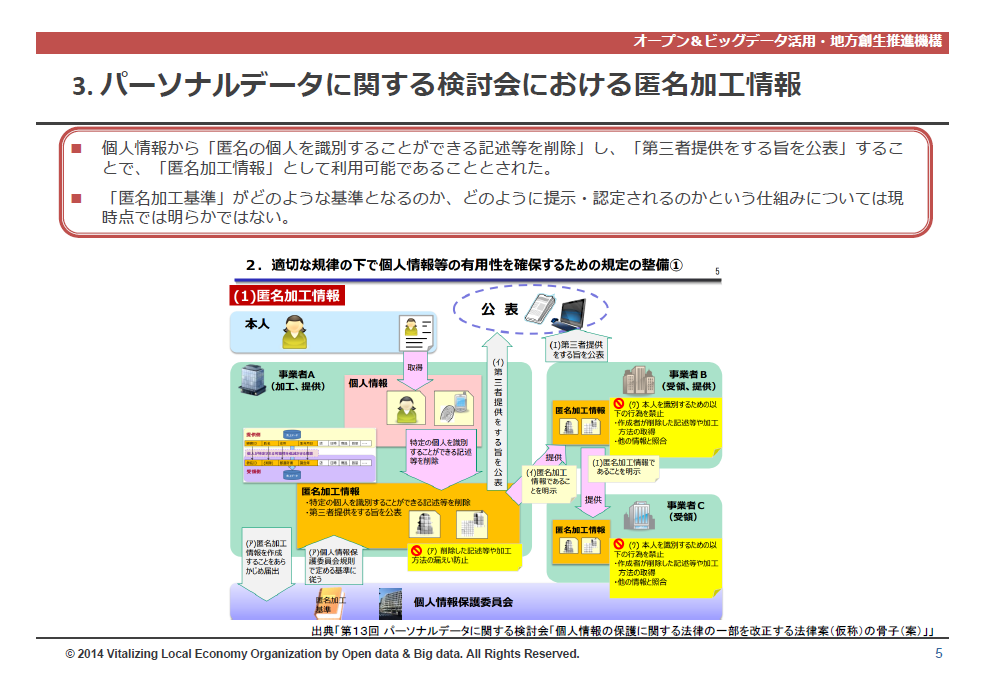 オープン＆ビッグデータ活用・地方創生推進機構
3. パーソナルデータに関する検討会における匿名加工情報
■ 個人情報から「匿名の個人を識別することができる記述等を削除」し、「第三者提供をする旨を公表」するこ
とで、「匿名加工情報」として利用可能であることとされた。
■ 「匿名加工基準」がどのような基準となるのか、どのように提示・認定されるのかという仕組みについては現
時点では明らかではない。
２．適切な規律の下で個人情報等の有用性を確保するための規定の整備①
5
(1)匿名加工情報
本人
公 表
取得
(ｲ)第三者提供をする旨を公表
(ｴ)第三者提供
をする旨を公表
事業者Ａ
（加工、提供）
個人情報
特定の個人を識別
することができる記述
等を削除
匿名加工情報
・特定の個人を識別することができる記述等を削除
・第三者提供をする旨を公表
(ｱ) 削除した記述等や加工
方法の漏えい防止
事業者Ｂ
（受領、提供）
匿名加工情報
(ｳ) 本人を識別するための以
下の行為を禁止
・作成者が削除した記述等や加工
方法の取得
・他の情報と照合
提供
(ｲ)匿名加工
情報であるこ
とを明示
提供
(ｴ)匿名加工情報で
あることを明示
事業者Ｃ
（受領）
匿名加工情報
(ｳ) 本人を識別するための以
下の行為を禁止
・作成者が削除した記述等や加工
方法の取得
・他の情報と照合
(ｱ)匿名加工
情報を作成
することをあら
かじめ届出
(ｱ)個人情報保
護委員会規則
で定める基準に
従う
匿名加工
基準
個人情報保護委員会
出典「第１３回 パーソナルデータに関する検討会「個人情報の保護に関する法律の一部を改正する法律案（仮称）の骨子（案）」」
© 2014 Vitalizing Local Economy Organization by Open data & Big data. All Rights Reserved.
5